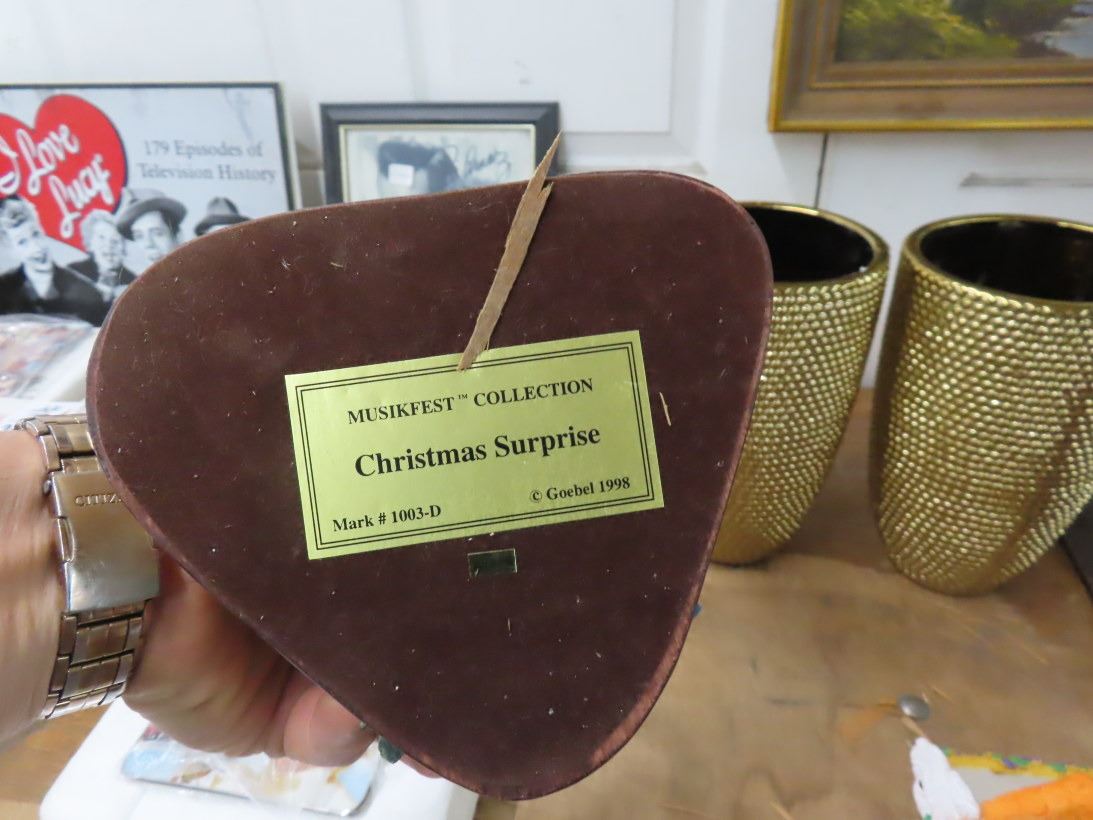 I Love
Lucy
179 Episodes of
Television History
MUSIKFEST™ COLLECTION
Christmas Surprise
© Goebel 1998
Mark # 1003-D